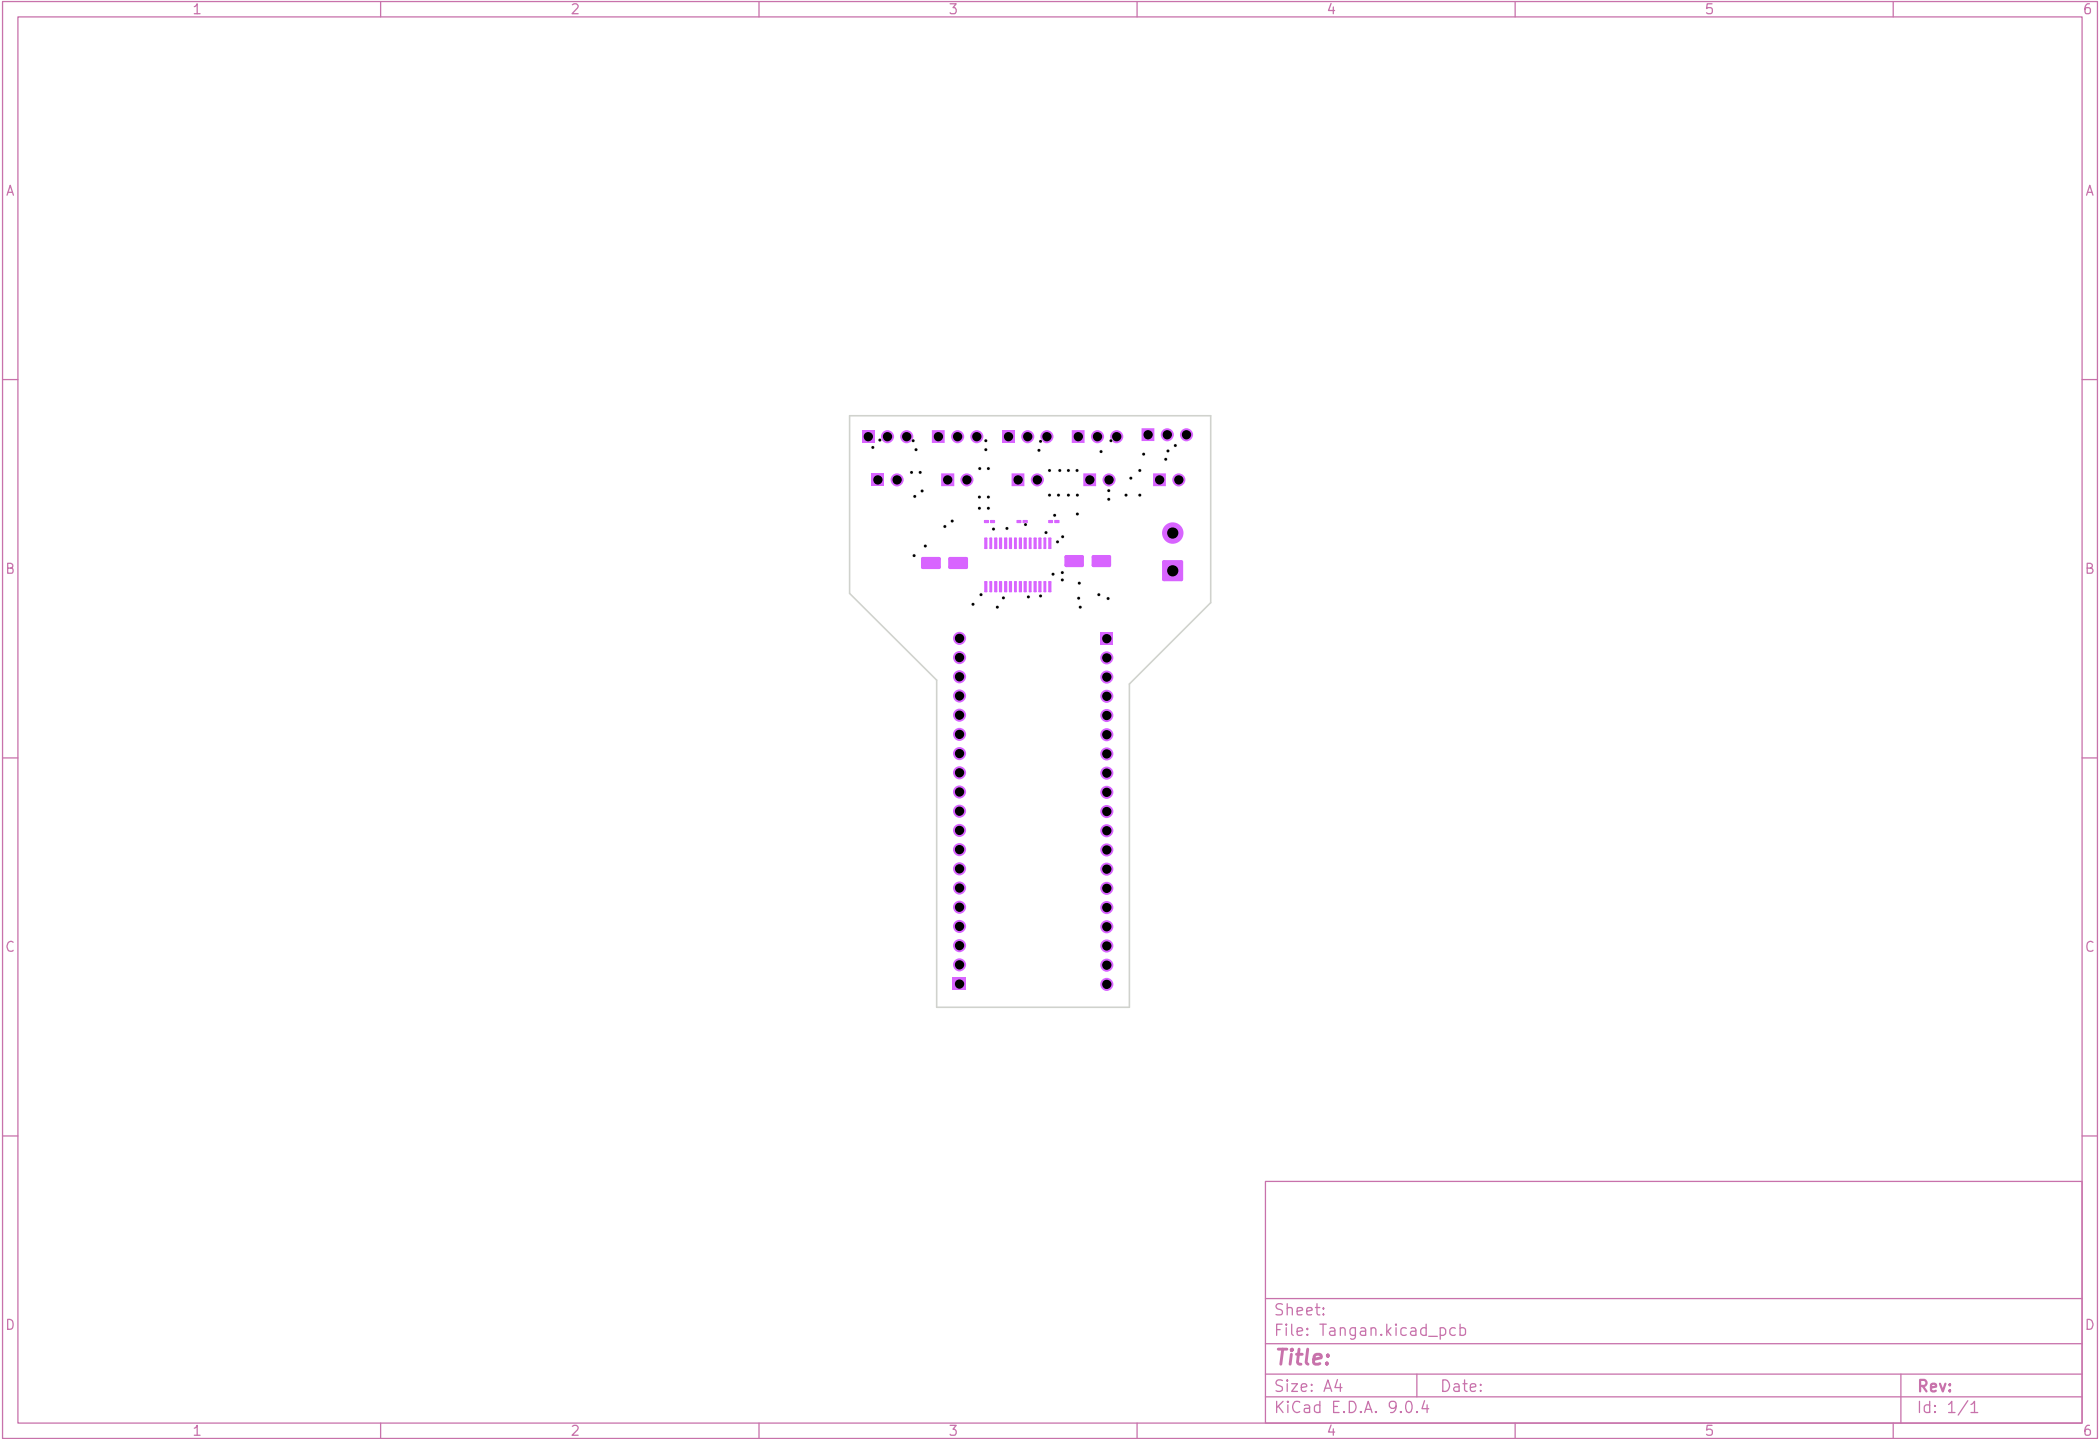 1 2 3 4 5 6
A A
B B
C C
D D
Sheet:
File: Tangan.kicad_pcb
Title:
Size: A4 Date: Rev:
KiCad E.D.A. 9.0.4 Id: 1/1
1 2 3 4 5 6